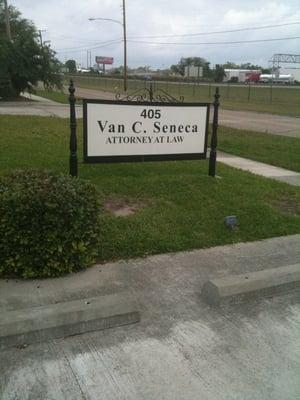 405
Van C. Seneca
ATTORNEY AT LAW